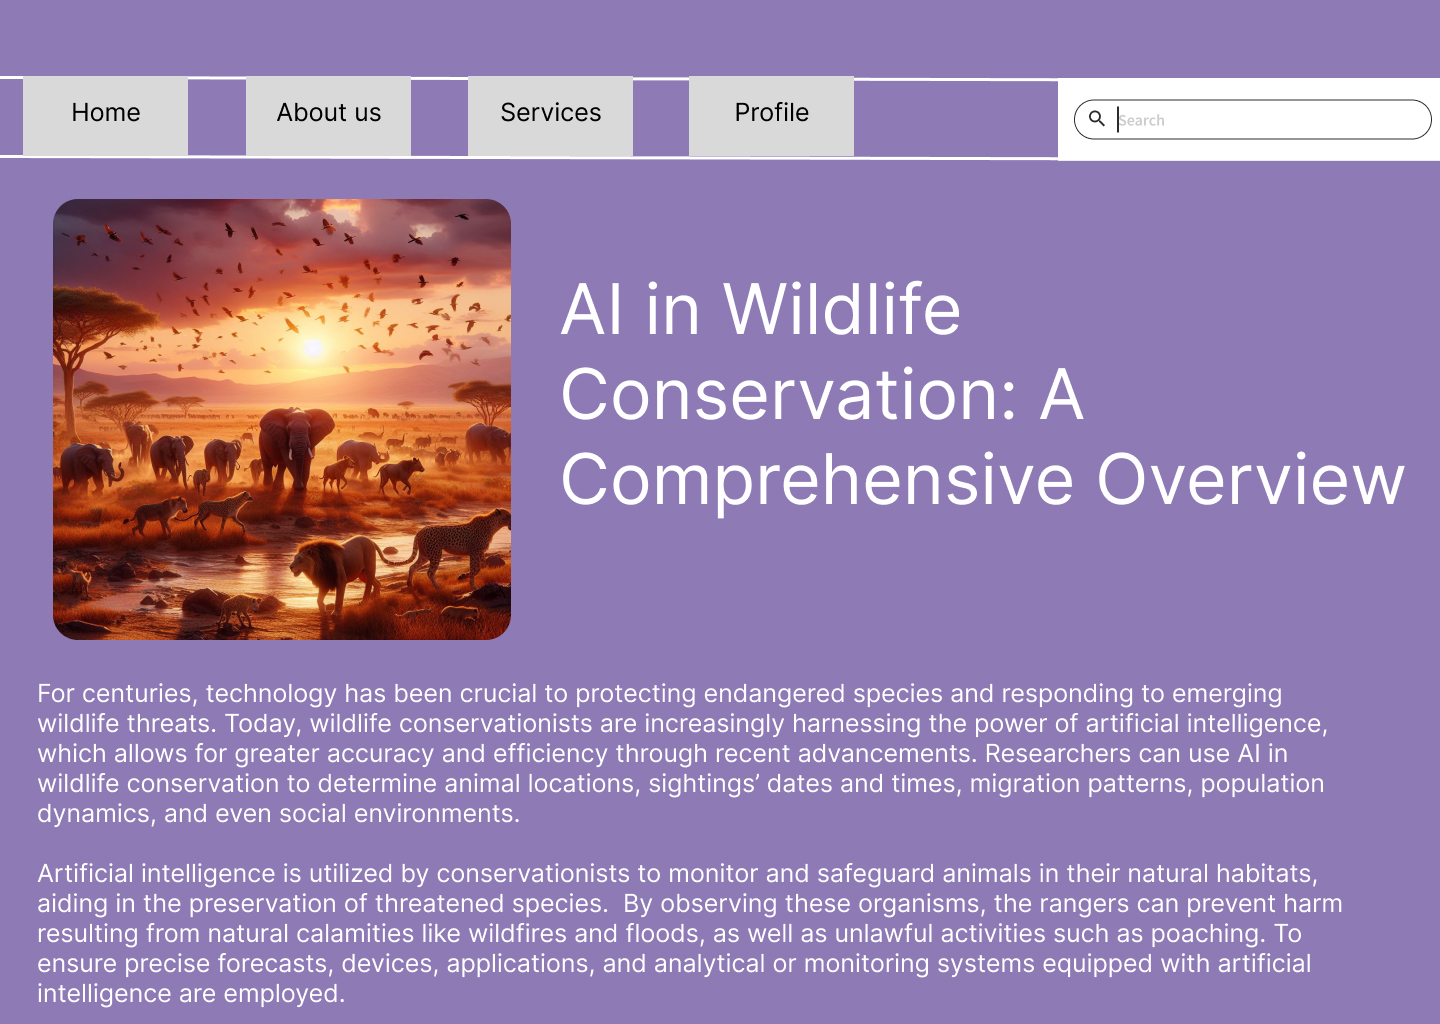 Home
About us
Services
Profile
Search
AI in Wildlife
Conservation: A
Comprehensive Overview
For centuries, technology has been crucial to protecting endangered species and responding to emerging
wildlife threats. Today, wildlife conservationists are increasingly harnessing the power of artificial intelligence,
which allows for greater accuracy and efficiency through recent advancements. Researchers can use AI in
wildlife conservation to determine animal locations, sightings’ dates and times, migration patterns, population
dynamics, and even social environments.
Artificial intelligence is utilized by conservationists to monitor and safeguard animals in their natural habitats,
aiding in the preservation of threatened species.  By observing these organisms, the rangers can prevent harm
resulting from natural calamities like wildfires and floods, as well as unlawful activities such as poaching. To
ensure precise forecasts, devices, applications, and analytical or monitoring systems equipped with artificial
intelligence are employed.